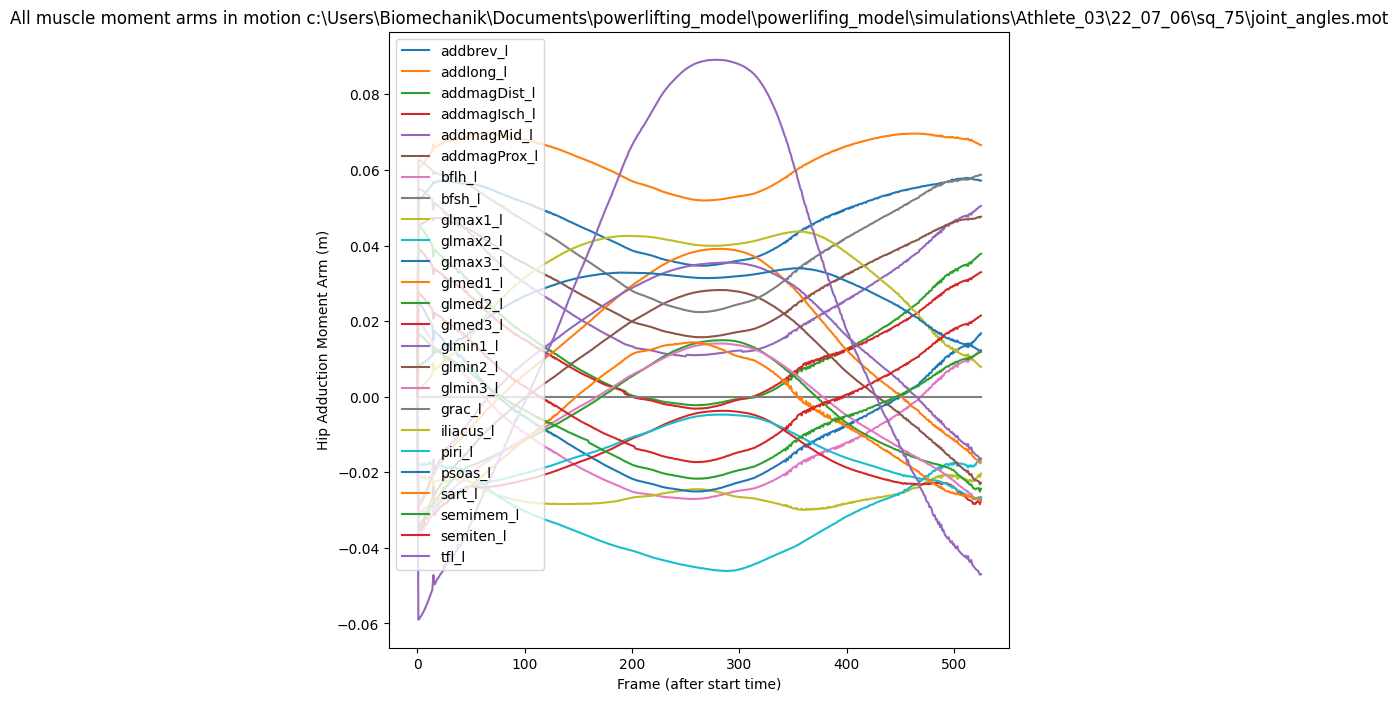 All muscle moment arms in motion c:\Users\Biomechanik\Documents\powerlifting_model\powerlifing_model\simulations\Athlete_03\22_07_06\sq_75\joint_angles.mot
addbrev_l
addlong_l
addmagDist_l
addmagIsch_l
addmagMid_l
addmagProx_l
bflh_l
bfsh_l
glmax1_l
glmax2_l
glmax3_l
glmed1_l
glmed2_l
glmed3_l
glmin1_l
glmin2_l
glmin3_l
grac_l
iliacus_l
piri_l
psoas_l
sart_l
semimem_l
semiten_l
tfl_l
Hip Adduction Moment Arm (m)
0.08
0.06
0.04
0.02
0.00
−0.02
−0.04
−0.06
0
100
200
300
400
500
Frame (after start time)